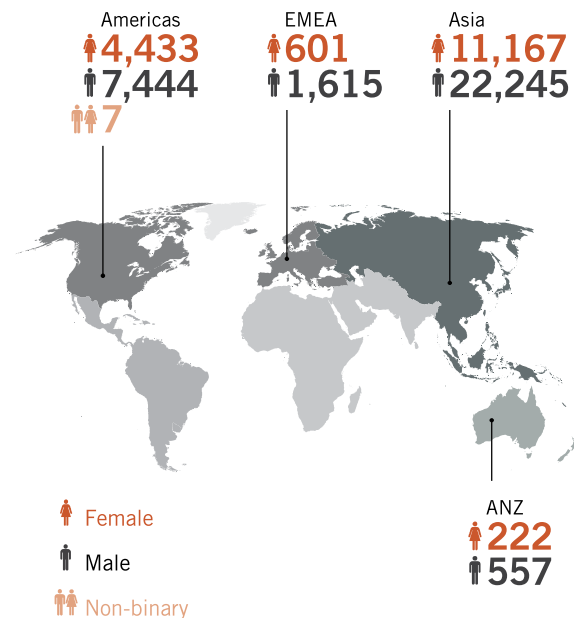 Americas
4,433
7,444
7
EMEA
601
1,615
Asia
11,167
22,245
ANZ
222
557
Female
Male
Non-binary